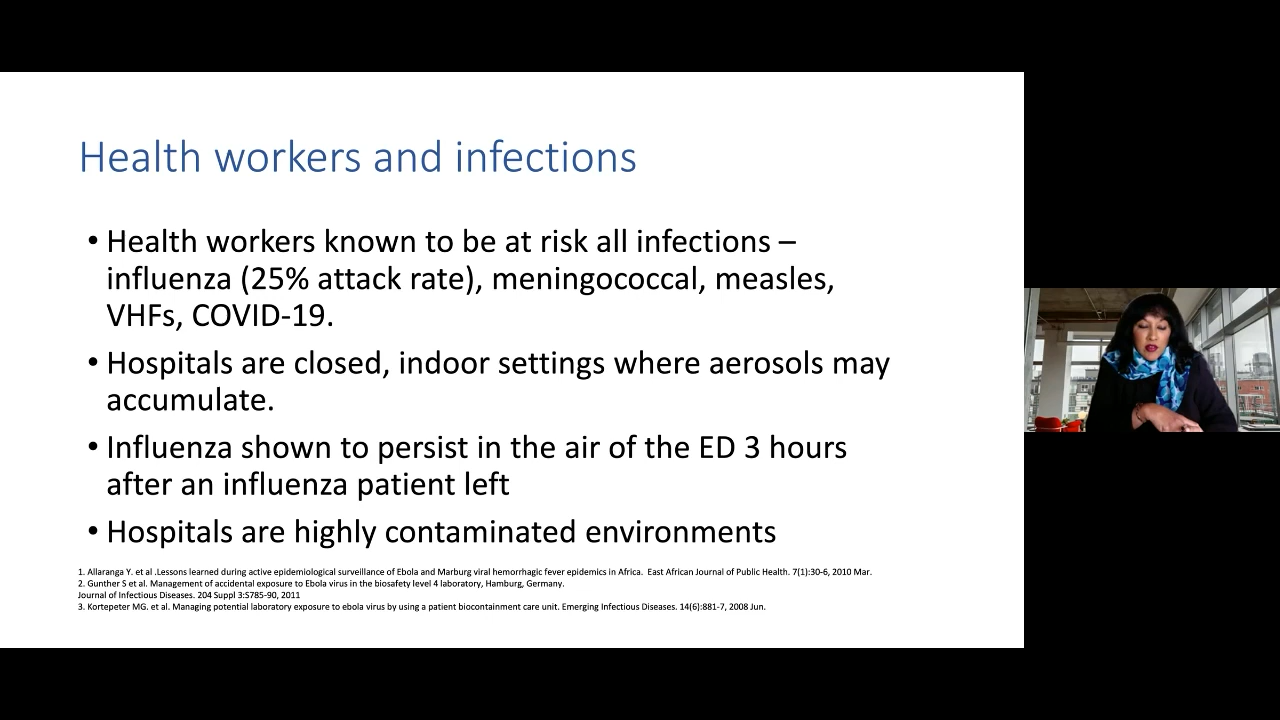 Health workers and infections
• Health workers known to be at risk all infections –
influenza (25% attack rate), meningococcal, measles,
VHFs, COVID-19.
• Hospitals are closed, indoor settings where aerosols may
accumulate.
• Influenza shown to persist in the air of the ED 3 hours
after an influenza patient left
• Hospitals are highly contaminated environments
1. Allaranga Y. et al .Lessons learned during active epidemiological surveillance of Ebola and Marburg viral hemorrhagic fever epidemics in Africa. East African Journal of Public Health. 7(1):30-6, 2010 Mar.
2. Gunther S et al. Management of accidental exposure to Ebola virus in the biosafety level 4 laboratory, Hamburg, Germany.
Journal of Infectious Diseases. 204 Suppl 3:S785-90, 2011
3. Kortepeter MG. et al. Managing potential laboratory exposure to ebola virus by using a patient biocontainment care unit. Emerging Infectious Diseases. 14(6):881-7, 2008 Jun.